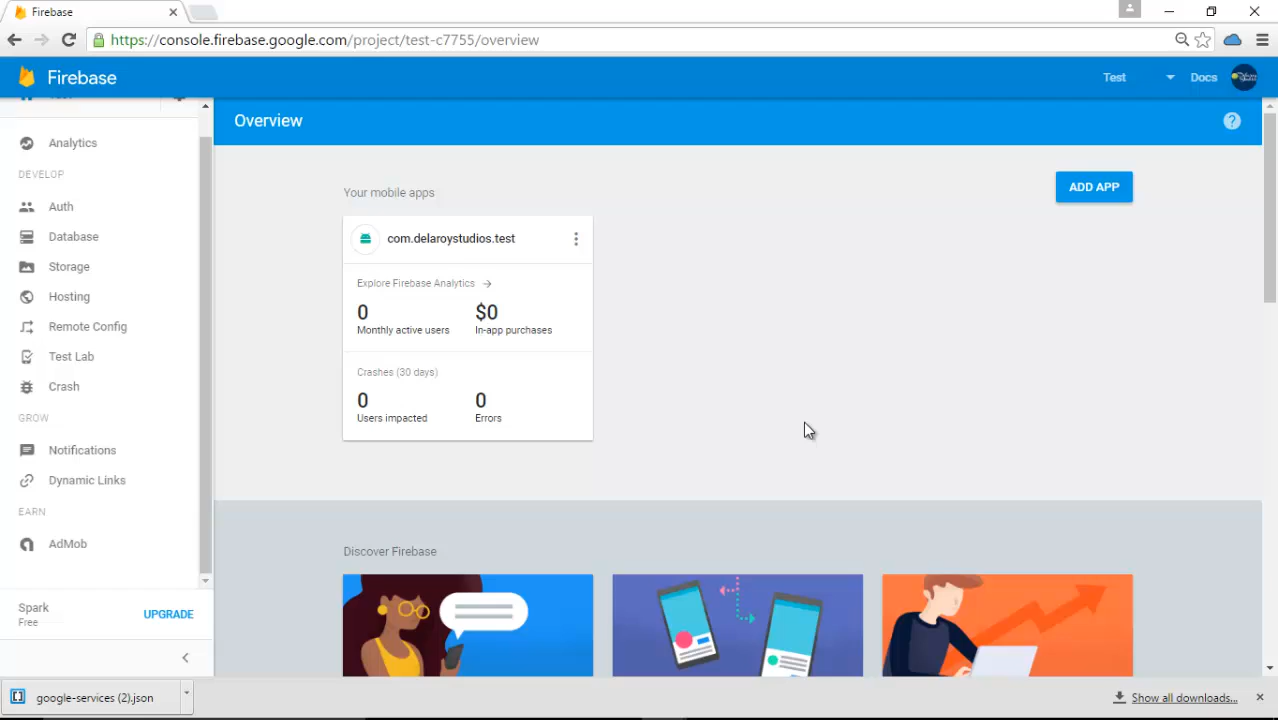 Firebase
https://console.firebase.google.com/project/test-c7755/overview
Firebase
Test
Docs
Overview
Analytics
DEVELOP
Auth
Database
Storage
Hosting
Remote Config
Test Lab
Crash
GROW
Notifications
Dynamic Links
EARN
AdMob
Spark
Free
UPGRADE
Your mobile apps
ADD APP
com.delaroystudios.test
Explore Firebase Analytics
0 $0
Monthly active users In-app purchases
Crashes (30 days)
0 0
Users impacted Errors
Discover Firebase
google-services (2).json
Show all downloads...